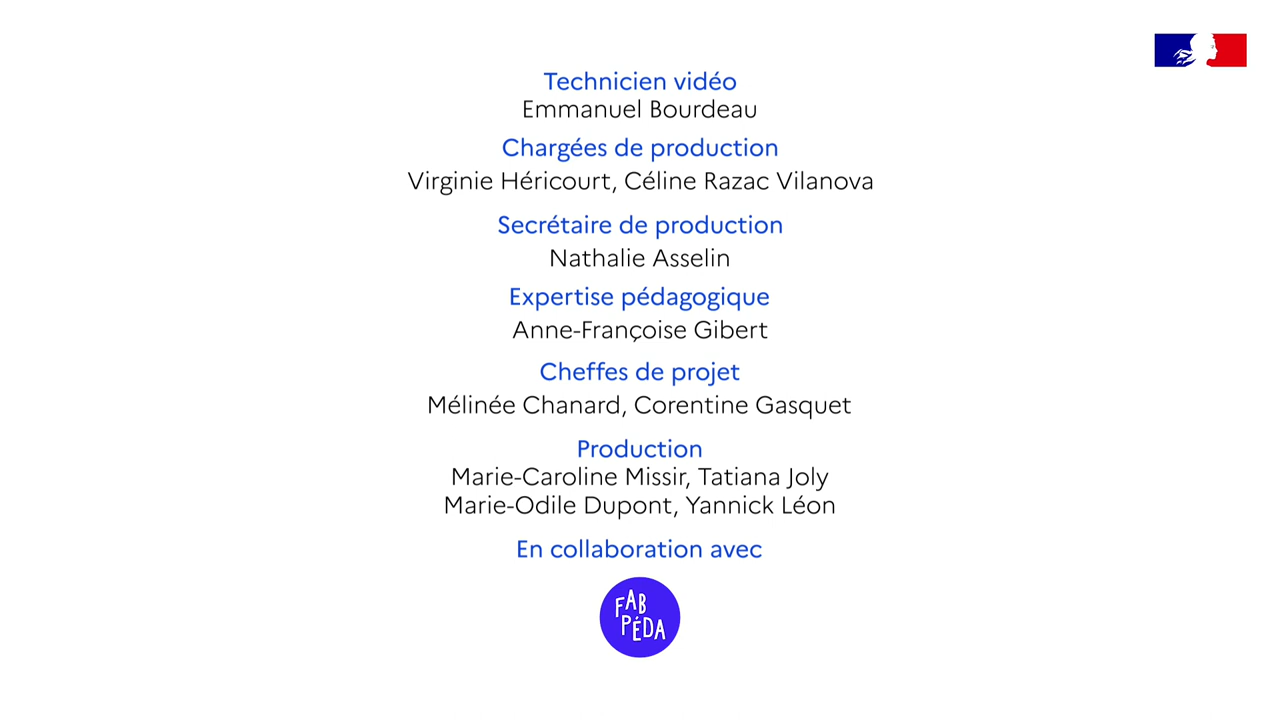 Technicien vidéo
Emmanuel Bourdeau
Chargées de production
Virginie Héricourt, Céline Razac Vilanova
Secrétaire de production
Nathalie Asselin
Expertise pédagogique
Anne-Françoise Gibert
Cheffes de projet
Mélinée Chanard, Corentine Gasquet
Production
Marie-Caroline Missir, Tatiana Joly
Marie-Odile Dupont, Yannick Léon
En collaboration avec
FAB
PÉDA